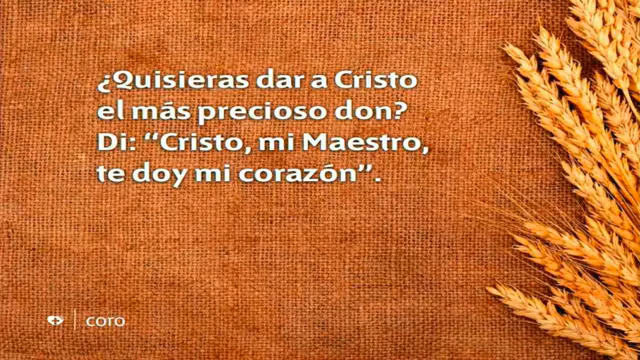 ¿Quisieras dar a Cristo
el más precioso don?
Di: “Cristo, mi Maestro,
te doy mi corazón”.
coro